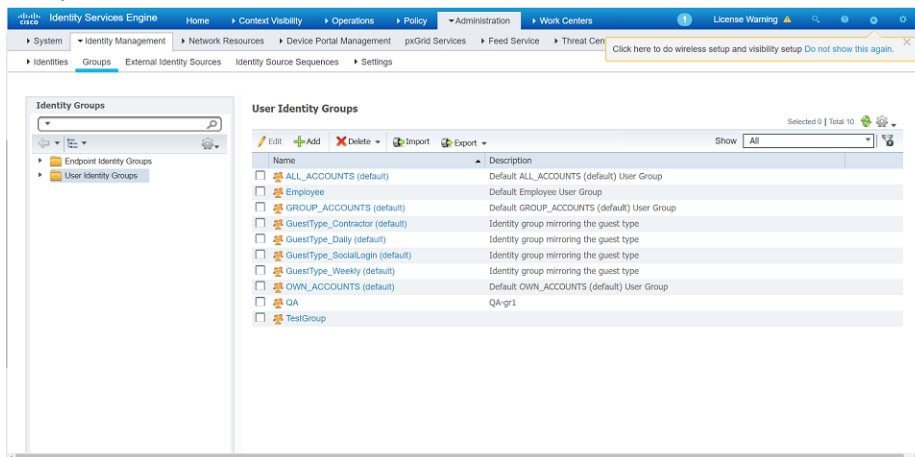 cisco Identity Services Engine Home Context Visibility Operations Policy Administration Work Centers 1 License Warning
System Identity Management Network Resources Device Portal Management pxGrid Services Feed Service Threat Cen
Click here to do wireless setup and visibility setup Do not show this again.
Identities Groups External Identity Sources Identity Source Sequences Settings
Identity Groups
Endpoint Identity Groups
User Identity Groups
User Identity Groups
Selected 0 | Total 10
Edit Add Delete Import Export Show All
Name Description
ALL_ACCOUNTS (default) Default ALL_ACCOUNTS (default) User Group
Employee Default Employee User Group
GROUP_ACCOUNTS (default) Default GROUP_ACCOUNTS (default) User Group
GuestType_Contractor (default) Identity group mirroring the guest type
GuestType_Daily (default) Identity group mirroring the guest type
GuestType_SocialLogin (default) Identity group mirroring the guest type
GuestType_Weekly (default) Identity group mirroring the guest type
OWN_ACCOUNTS (default) Default OWN_ACCOUNTS (default) User Group
QA QA-gr1
TestGroup